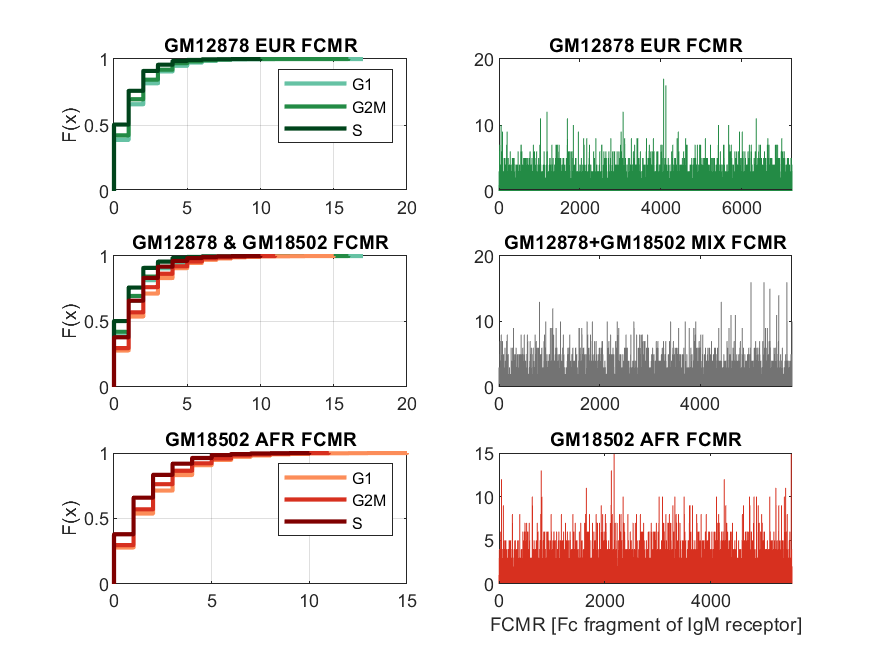 GM12878 EUR FCMR
F(x)
1
0.5
0
0 5 10 15 20
G1
G2M
S
GM12878 EUR FCMR
20
10
0
0 2000 4000 6000
GM12878 & GM18502 FCMR
F(x)
1
0.5
0
0 5 10 15 20
GM12878+GM18502 MIX FCMR
20
10
0
0 2000 4000
GM18502 AFR FCMR
F(x)
1
0.5
0
0 5 10 15
G1
G2M
S
GM18502 AFR FCMR
15
10
5
0
0 2000 4000
FCMR [Fc fragment of IgM receptor]